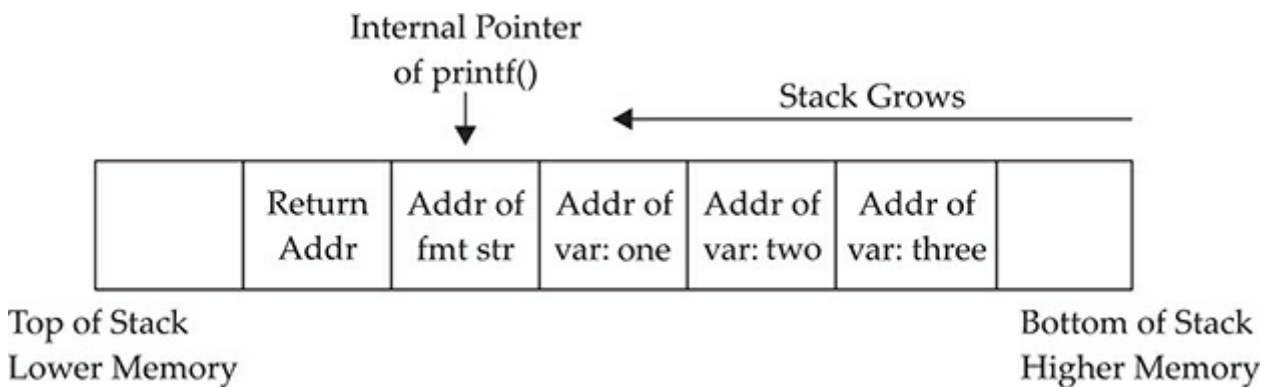 Internal Pointer
of printf()
Stack Grows
Return
Addr
Addr of
fmt str
Addr of
var: one
Addr of
var: two
Addr of
var: three
Top of Stack
Lower Memory
Bottom of Stack
Higher Memory